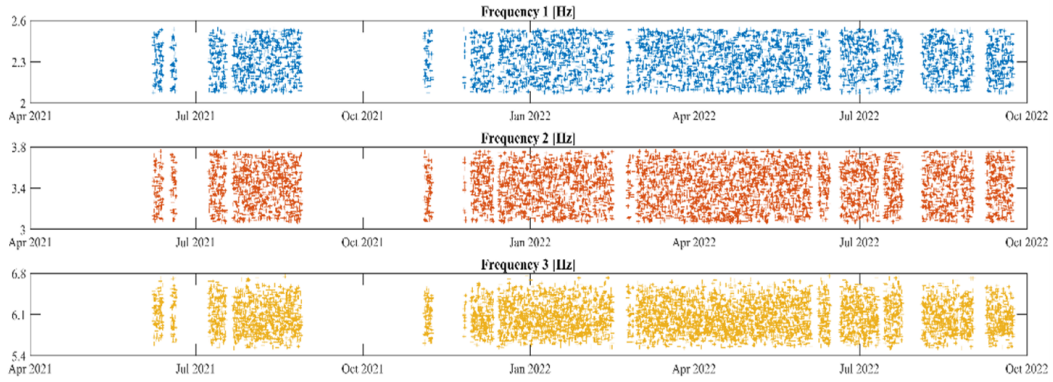 Frequency 1 [Hz]
2.6
2.3
2
Apr 2021 Jul 2021 Oct 2021 Jan 2022 Apr 2022 Jul 2022 Oct 2022
Frequency 2 [Hz]
3.8
3.4
3
Apr 2021 Jul 2021 Oct 2021 Jan 2022 Apr 2022 Jul 2022 Oct 2022
Frequency 3 [Hz]
6.8
6.1
5.4
Apr 2021 Jul 2021 Oct 2021 Jan 2022 Apr 2022 Jul 2022 Oct 2022